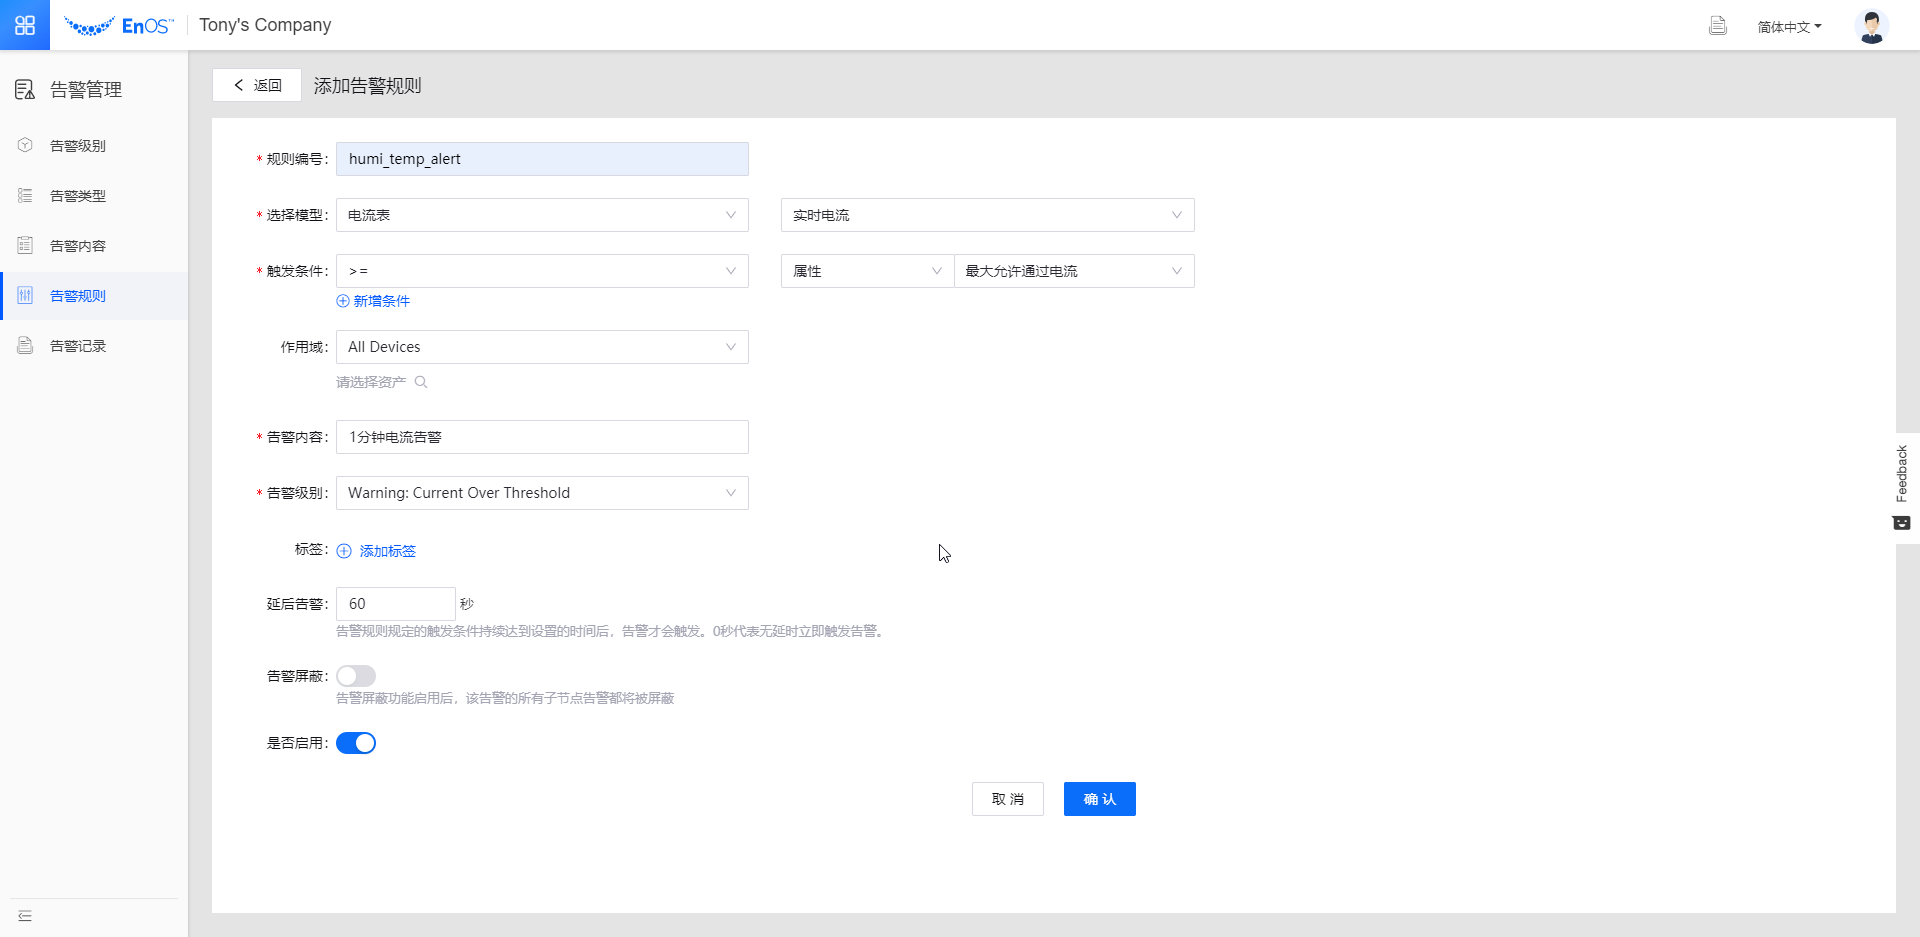 EnOS™ Tony's Company 简体中文
告警管理
告警级别
告警类型
告警内容
告警规则
告警记录
返回 添加告警规则
* 规则编号: humi_temp_alert
* 选择模型: 电流表 实时电流
* 触发条件: >= 属性 最大允许通过电流
新增条件
作用域: All Devices
请选择资产
* 告警内容: 1分钟电流告警
* 告警级别: Warning: Current Over Threshold
标签: 添加标签
延后告警: 60 秒
告警规则规定的触发条件持续达到设置的时间后，告警才会触发。0秒代表无延时立即触发告警。
告警屏蔽:
告警屏蔽功能启用后，该告警的所有子节点告警都将被屏蔽
是否启用:
取 消 确 认
Feedback